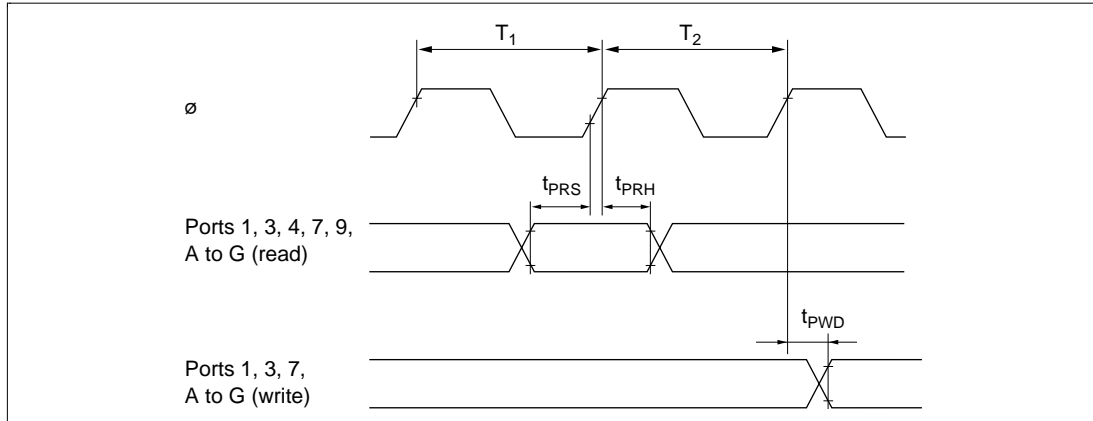 T1
T2
ø
tPRS
tPRH
Ports 1, 3, 4, 7, 9,
A to G (read)
tPWD
Ports 1, 3, 7,
A to G (write)